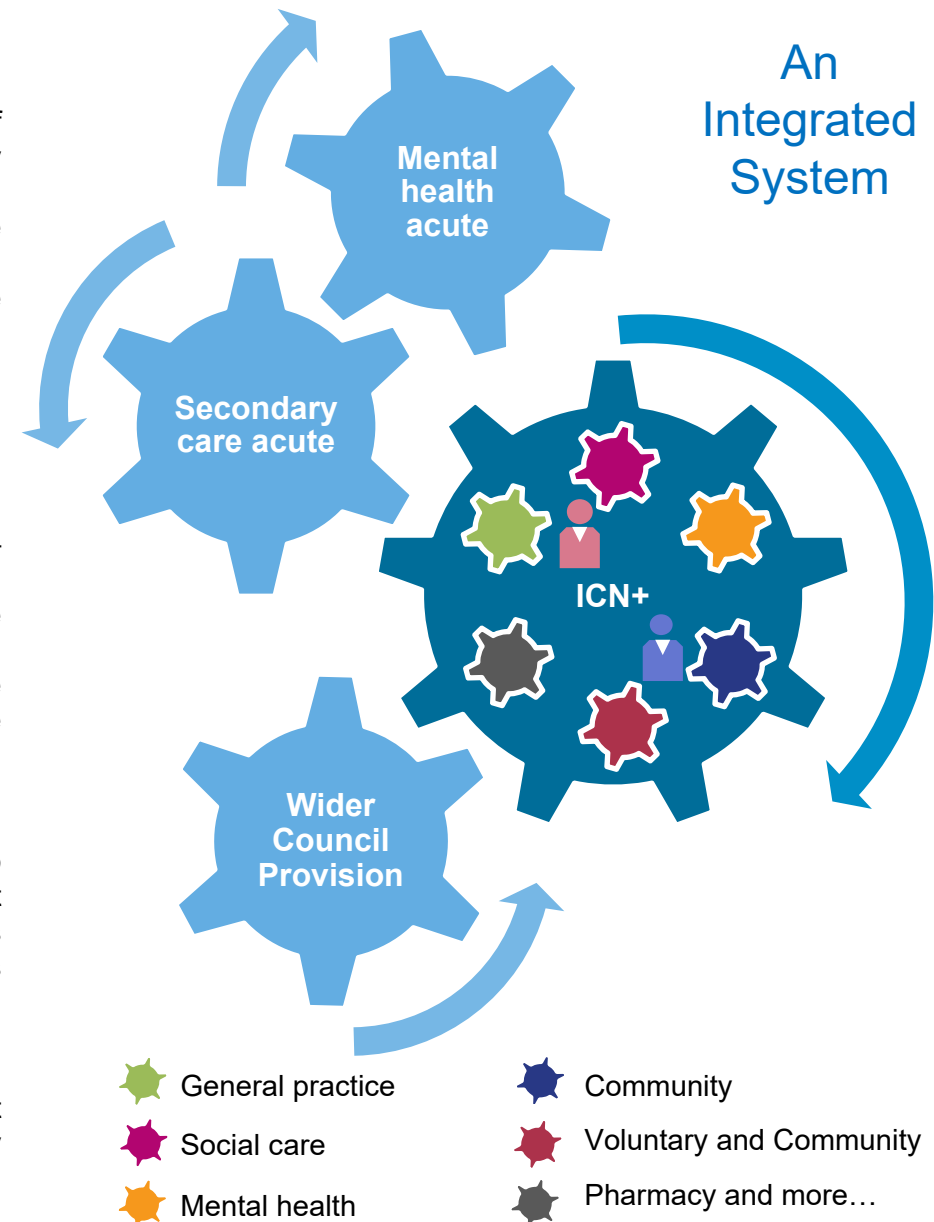 An
Integrated
System
Mental
health
acute
Secondary
care acute
ICN+
Wider
Council
Provision
General practice
Social care
Mental health
Community
Voluntary and Community
Pharmacy and more…